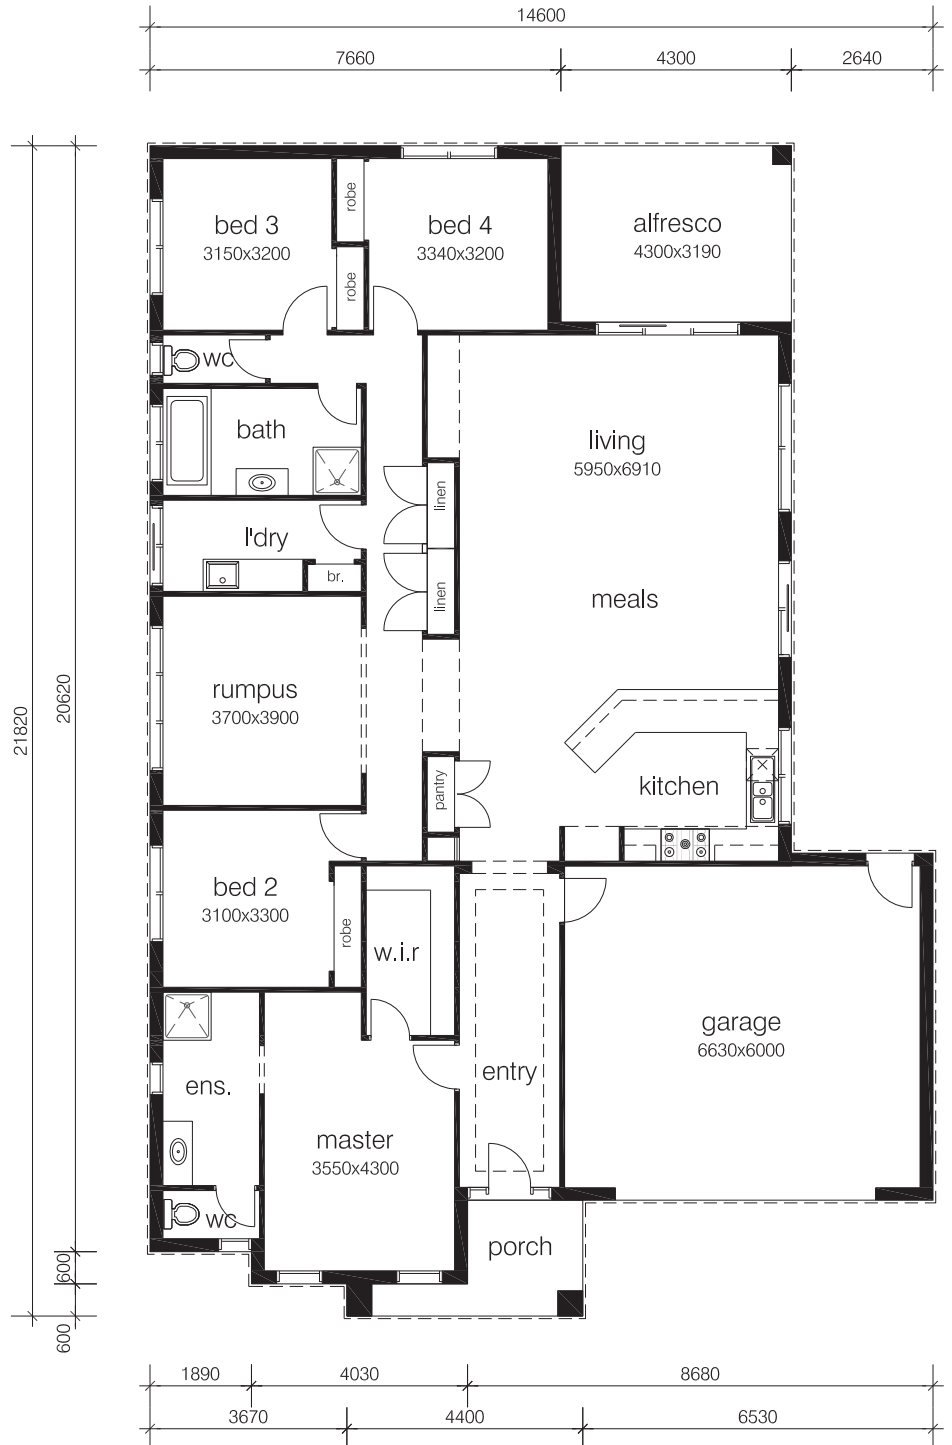 14600
7660
4300
2640
bed 3
3150x3200
robe
robe
bed 4
3340x3200
alfresco
4300x3190
wc
bath
living
5950x6910
linen
l'dry
br.
linen
meals
rumpus
3700x3900
21820
20620
pantry
kitchen
bed 2
3100x3300
robe
w.i.r
garage
6630x6000
entry
ens.
master
3550x4300
wc
porch
600
600
1890
4030
8680
3670
4400
6530